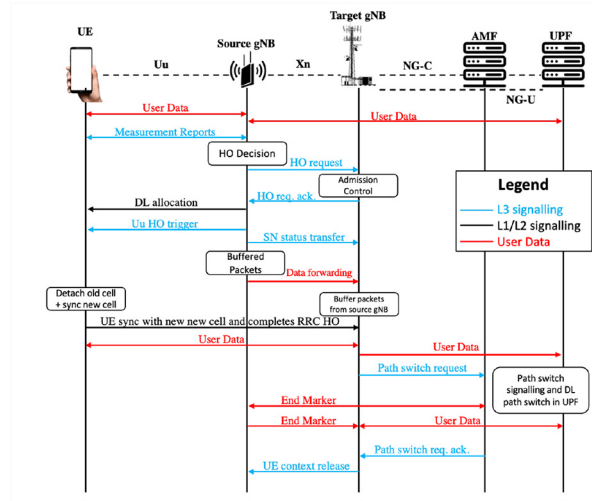 Target gNB
UE
Source gNB
AMF
UPF
Uu
Xn
NG-C
NG-U
User Data
User Data
Measurement Reports
HO Decision
HO request
Admission
Control
HO req. ack.
DL allocation
Uu HO trigger
SN status transfer
Buffered
Packets
Data forwarding
Detach old cell
+ sync new cell
Buffer packets
from source gNB
UE sync with new new cell and completes RRC HO
User Data
User Data
Path switch request
Path switch
signalling and DL
path switch in UPF
End Marker
End Marker
User Data
Path switch req. ack.
UE context release
Legend
L3 signalling
L1/L2 signalling
User Data